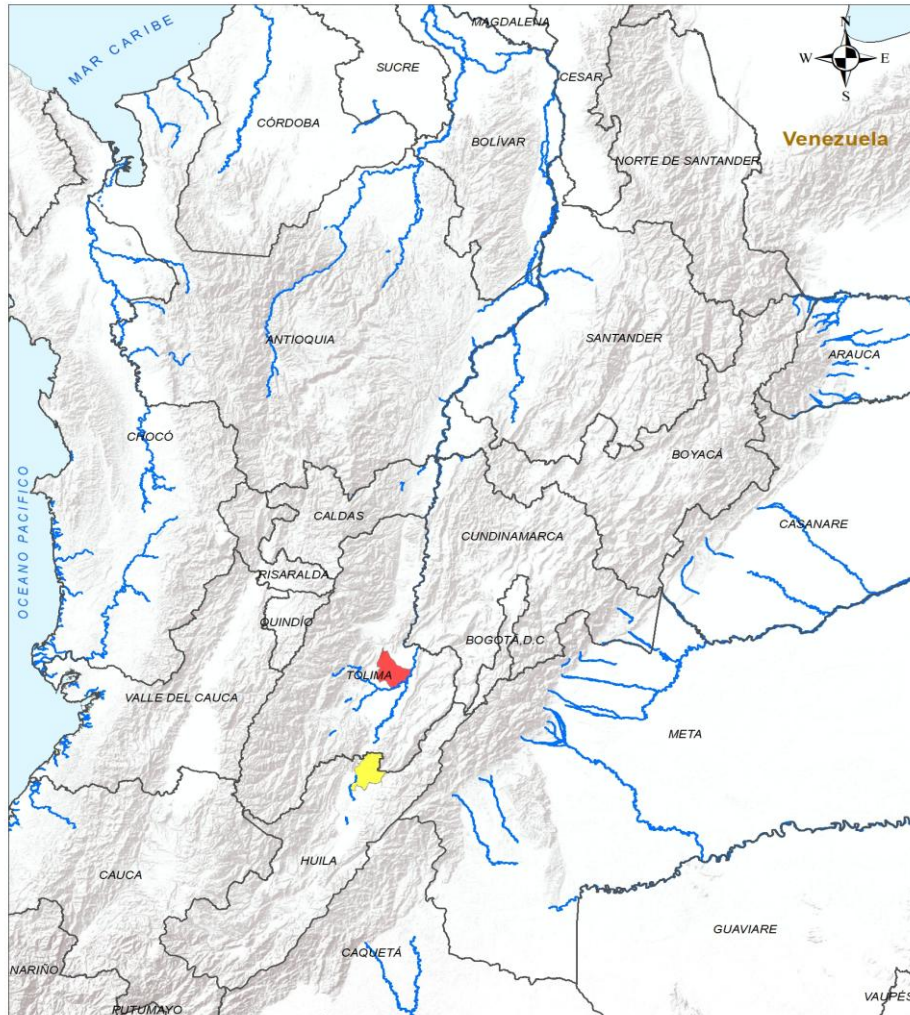 MAGDALENA
N
MAR CARIBE
W E
S
SUCRE
CESAR
CÓRDOBA
BOLÍVAR
Venezuela
NORTE DE SANTANDER
ANTIOQUIA
SANTANDER
ARAUCA
CHOCÓ
BOYACÁ
OCEANO PACIFICO
CALDAS
CASANARE
CUNDINAMARCA
RISARALDA
QUINDÍO
BOGOTÁ,D.C
TOLIMA
VALLE DEL CAUCA
META
HUILA
CAUCA
GUAVIARE
CAQUETÁ
NARIÑO
PUTUMAYO
VAUPÉS